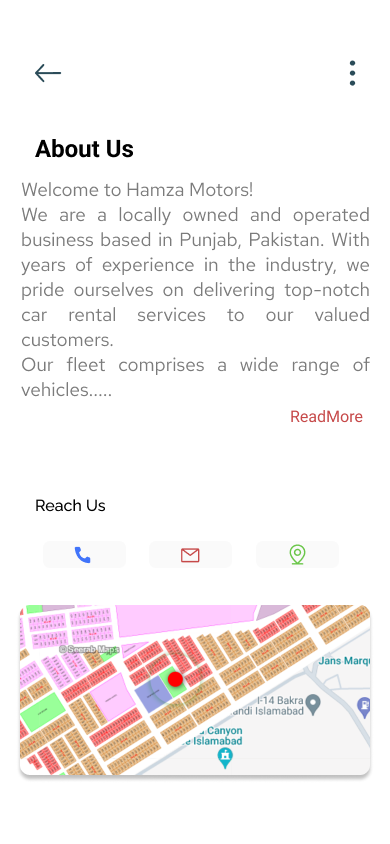 About Us
Welcome to Hamza Motors!
We are a locally owned and operated
business based in Punjab, Pakistan. With
years of experience in the industry, we
pride ourselves on delivering top-notch
car rental services to our valued
customers.
Our fleet comprises a wide range of
vehicles.....
ReadMore
Reach Us
© Seerab Maps
Jans Marqu
I-14 Bakra
andi Islamabad
Canyon
e Islamabad